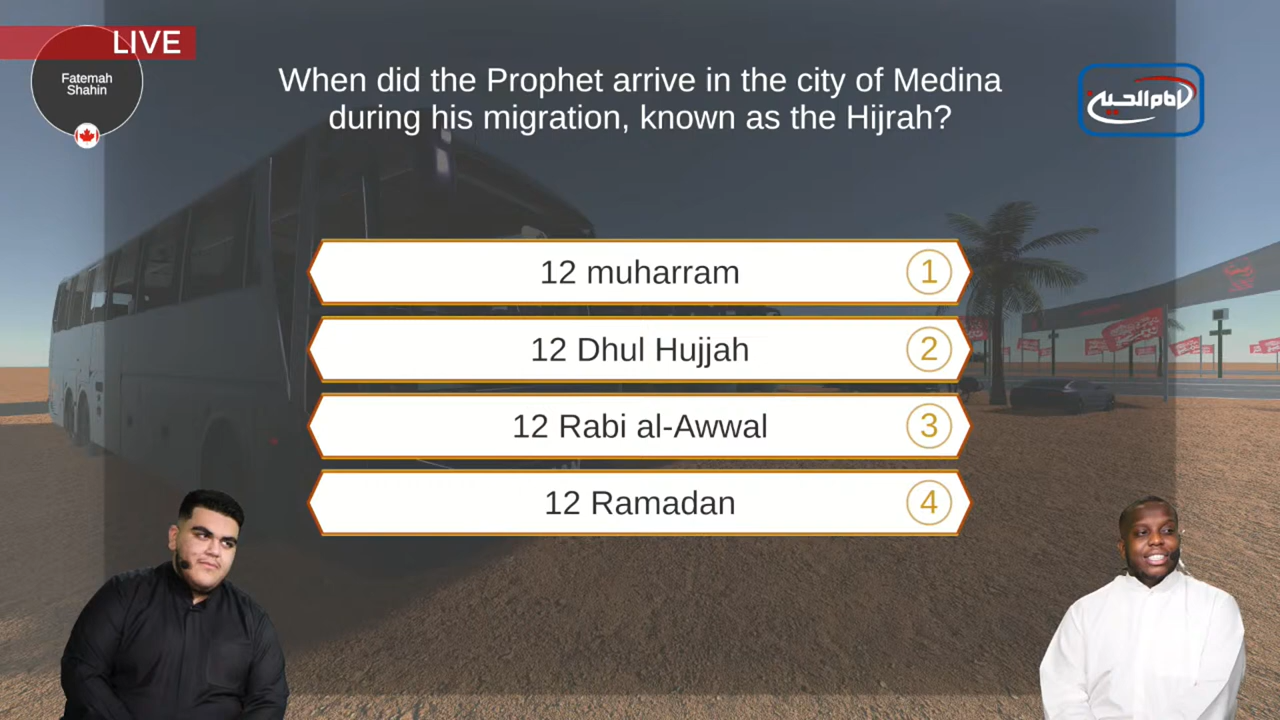 LIVE
Fatemah
Shahin
When did the Prophet arrive in the city of Medina
during his migration, known as the Hijrah?
12 muharram 1
12 Dhul Hujjah 2
12 Rabi al-Awwal 3
12 Ramadan 4